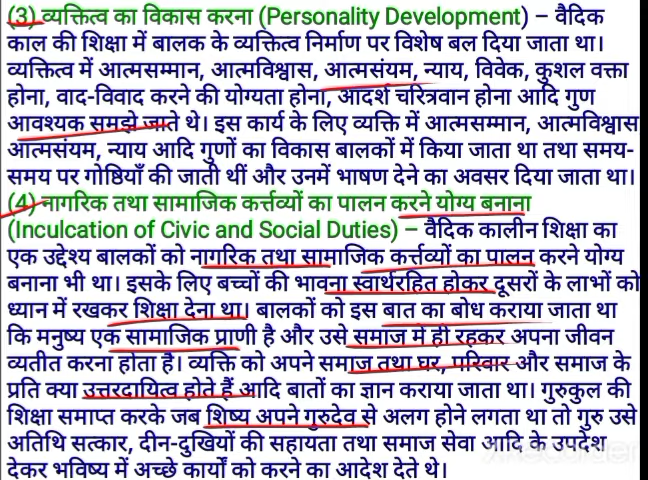 (3) व्यक्तित्व का विकास करना (Personality Development) – वैदिक
काल की शिक्षा में बालक के व्यक्तित्व निर्माण पर विशेष बल दिया जाता था।
व्यक्तित्व में आत्मसम्मान, आत्मविश्वास, आत्मसंयम, न्याय, विवेक, कुशल वक्ता
होना, वाद-विवाद करने की योग्यता होना, आदर्श चरित्रवान होना आदि गुण
आवश्यक समझे जाते थे। इस कार्य के लिए व्यक्ति में आत्मसम्मान, आत्मविश्वास
आत्मसंयम, न्याय आदि गुणों का विकास बालकों में किया जाता था तथा समय-
समय पर गोष्ठियाँ की जाती थीं और उनमें भाषण देने का अवसर दिया जाता था।
(4) नागरिक तथा सामाजिक कर्त्तव्यों का पालन करने योग्य बनाना
(Inculcation of Civic and Social Duties) – वैदिक कालीन शिक्षा का
एक उद्देश्य बालकों को नागरिक तथा सामाजिक कर्त्तव्यों का पालन करने योग्य
बनाना भी था। इसके लिए बच्चों की भावना स्वार्थरहित होकर दूसरों के लाभों को
ध्यान में रखकर शिक्षा देना था। बालकों को इस बात का बोध कराया जाता था
कि मनुष्य एक सामाजिक प्राणी है और उसे समाज में ही रहकर अपना जीवन
व्यतीत करना होता है। व्यक्ति को अपने समाज तथा घर, परिवार और समाज के
प्रति क्या उत्तरदायित्व होते हैं आदि बातों का ज्ञान कराया जाता था। गुरुकुल की
शिक्षा समाप्त करके जब शिष्य अपने गुरुदेव से अलग होने लगता था तो गुरु उसे
अतिथि सत्कार, दीन-दुखियों की सहायता तथा समाज सेवा आदि के उपदेश
देकर भविष्य में अच्छे कार्यों को करने का आदेश देते थे।